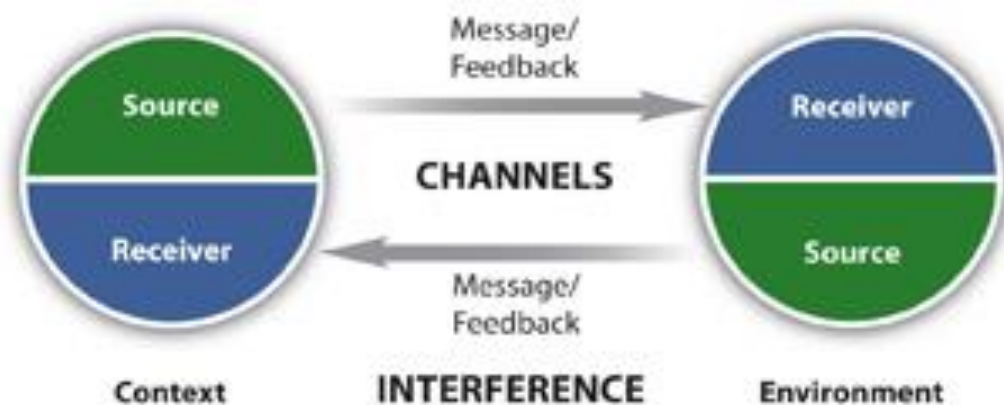 Message/
Feedback
Source
Receiver
CHANNELS
Receiver
Source
Message/
Feedback
Context
INTERFERENCE
Environment